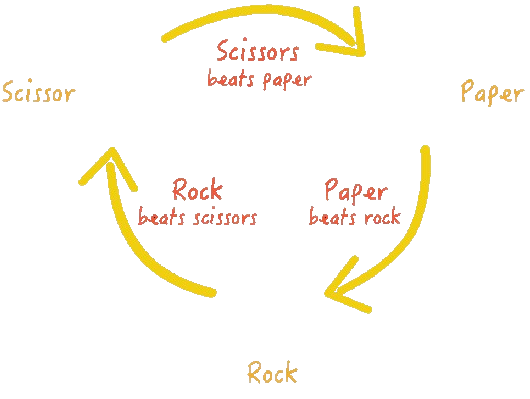 Scissors
beats paper
Scissor
Paper
Rock
beats scissors
Paper
beats rock
Rock